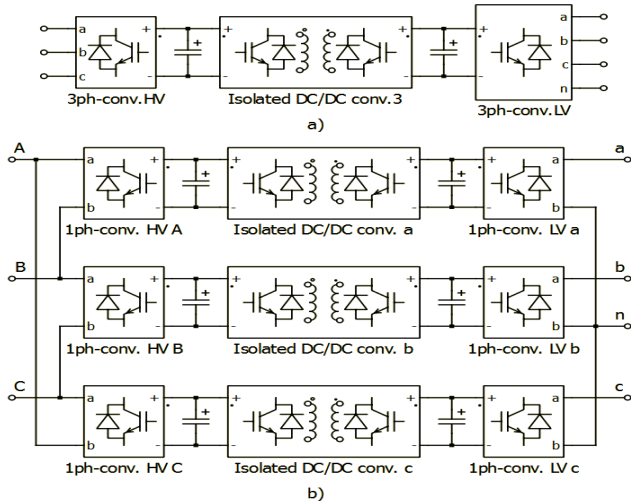 a + + + + a
b b
c c
- - - - n
3ph-conv.HV Isolated DC/DC conv.3 3ph-conv.LV
a)
A a + + + + a a
b - - - - b
1ph-conv. HV A Isolated DC/DC conv. a 1ph-conv. LV a
B a + + + + a b
b - - - - b n
1ph-conv. HV B Isolated DC/DC conv. b 1ph-conv. LV b
C a + + + + a c
b - - - - b
1ph-conv. HV C Isolated DC/DC conv. c 1ph-conv. LV c
b)